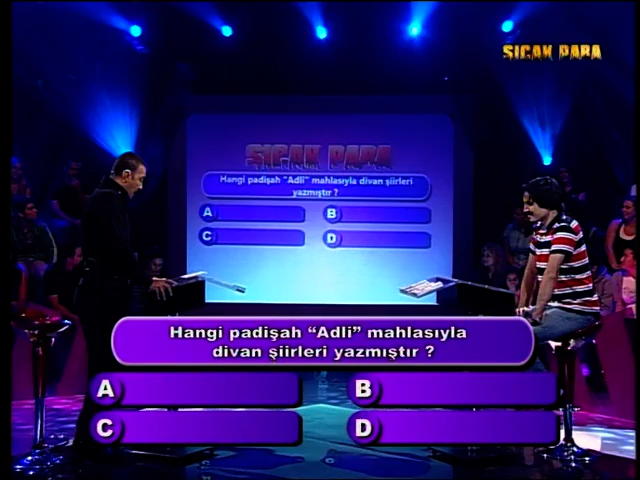 SICAK PARA
SICAK PARA
Hangi padişah "Adli" mahlasıyla divan şiirleri
yazmıştır ?
A
B
C
D
Hangi padişah “Adli” mahlasıyla
divan şiirleri yazmıştır ?
A
B
C
D